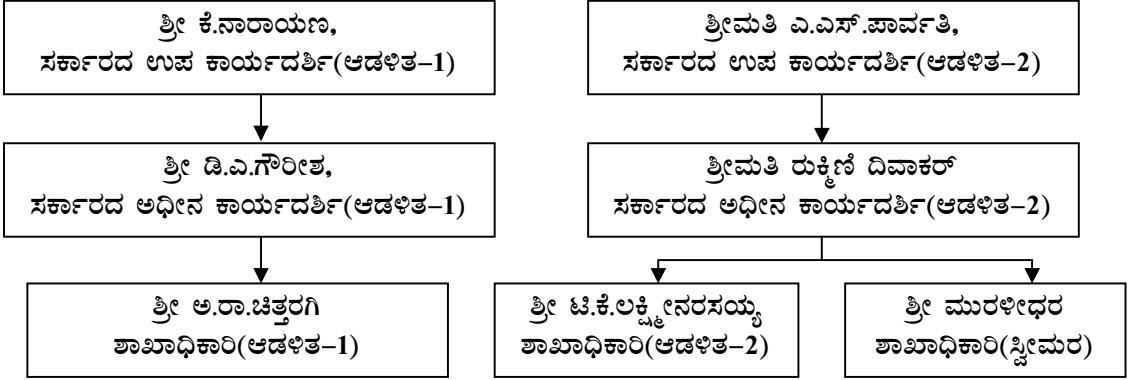 ಶ್ರೀ ಕೆ.ನಾರಾಯಣ,
ಸರ್ಕಾರದ ಉಪ ಕಾರ್ಯದರ್ಶಿ(ಆಡಳಿತ–1)
ಶ್ರೀಮತಿ ಎ.ಎಸ್.ಪಾರ್ವತಿ,
ಸರ್ಕಾರದ ಉಪ ಕಾರ್ಯದರ್ಶಿ(ಆಡಳಿತ–2)
ಶ್ರೀ ಡಿ.ಎ.ಗೌರೀಶ,
ಸರ್ಕಾರದ ಅಧೀನ ಕಾರ್ಯದರ್ಶಿ(ಆಡಳಿತ–1)
ಶ್ರೀಮತಿ ರುಕ್ಮಿಣಿ ದಿವಾಕರ್
ಸರ್ಕಾರದ ಅಧೀನ ಕಾರ್ಯದರ್ಶಿ(ಆಡಳಿತ–2)
ಶ್ರೀ ಅ.ರಾ.ಚಿತ್ತರಗಿ
ಶಾಖಾಧಿಕಾರಿ(ಆಡಳಿತ–1)
ಶ್ರೀ ಟಿ.ಕೆ.ಲಕ್ಷ್ಮೀನರಸಯ್ಯ
ಶಾಖಾಧಿಕಾರಿ(ಆಡಳಿತ–2)
ಶ್ರೀ ಮುರಳೀಧರ
ಶಾಖಾಧಿಕಾರಿ(ಸ್ವೀಮರ)